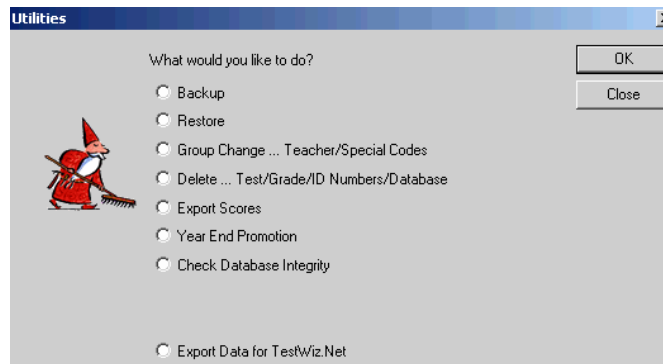 Utilities
What would you like to do?
OK
Backup
Close
Restore
Group Change ... Teacher/Special Codes
Delete ... Test/Grade/ID Numbers/Database
Export Scores
Year End Promotion
Check Database Integrity
Export Data for TestWiz.Net